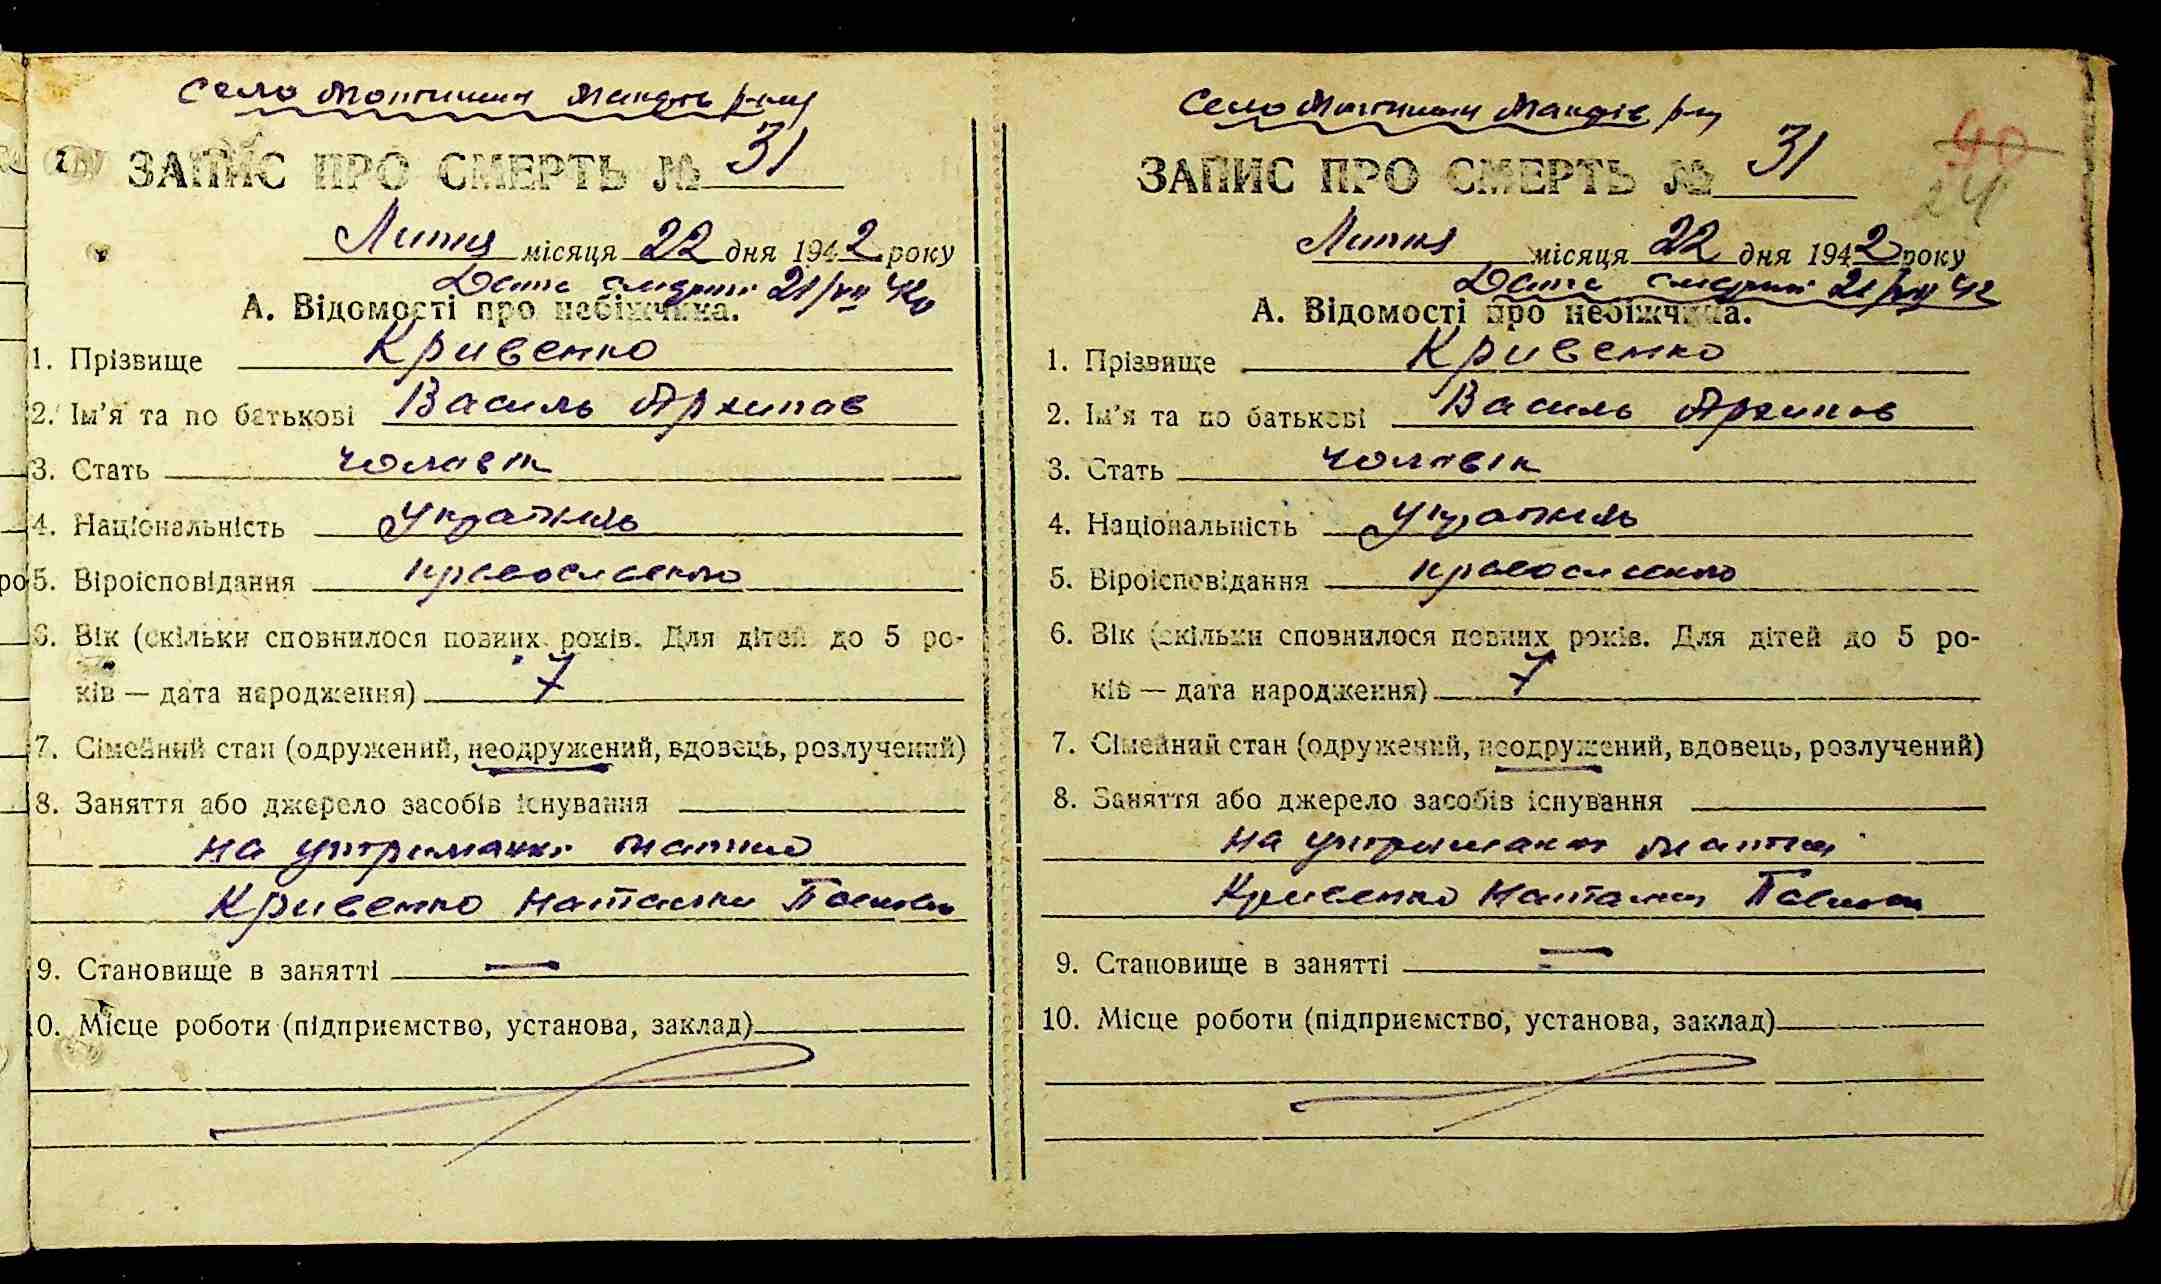 Село Мотижин Макарів р-ну
ЗАПИС ПРО СМЕРТЬ № 31
Липня місяця 22 дня 1942 року
Дата смерті 21/VII 42
А. Відомості про небіжчика.
1. Прізвище Кривенко
2. Ім'я та по батькові Василь Архипов
3. Стать чоловік
4. Національність Українець
5. Віроісповідання православно
6. Вік (скільки сповнилося повних років. Для дітей до 5 ро-
ків — дата народження) 7
7. Сімейний стан (одружений, неодружений, вдовець, розлучений)
8. Заняття або джерело засобів існування
на утриманні
Кривенко Наталки
9. Становище в занятті —
10. Місце роботи (підприємство, установа, заклад)
Село Мотижин Макарів р-ну
ЗАПИС ПРО СМЕРТЬ № 31
90
24
Липня місяця 22 дня 1942 року
Дата смерті 21/VII 42
А. Відомості про небіжчика.
1. Прізвище Кривенко
2. Ім'я та по батькові Василь Архипов
3. Стать чоловік
4. Національність Українець
5. Віроісповідання православно
6. Вік (скільки сповнилося повних років. Для дітей до 5 ро-
ків — дата народження) 7
7. Сімейний стан (одружений, неодружений, вдовець, розлучений)
8. Заняття або джерело засобів існування
на утриманні матері
Кривенко Наталки
9. Становище в занятті —
10. Місце роботи (підприємство, установа, заклад)